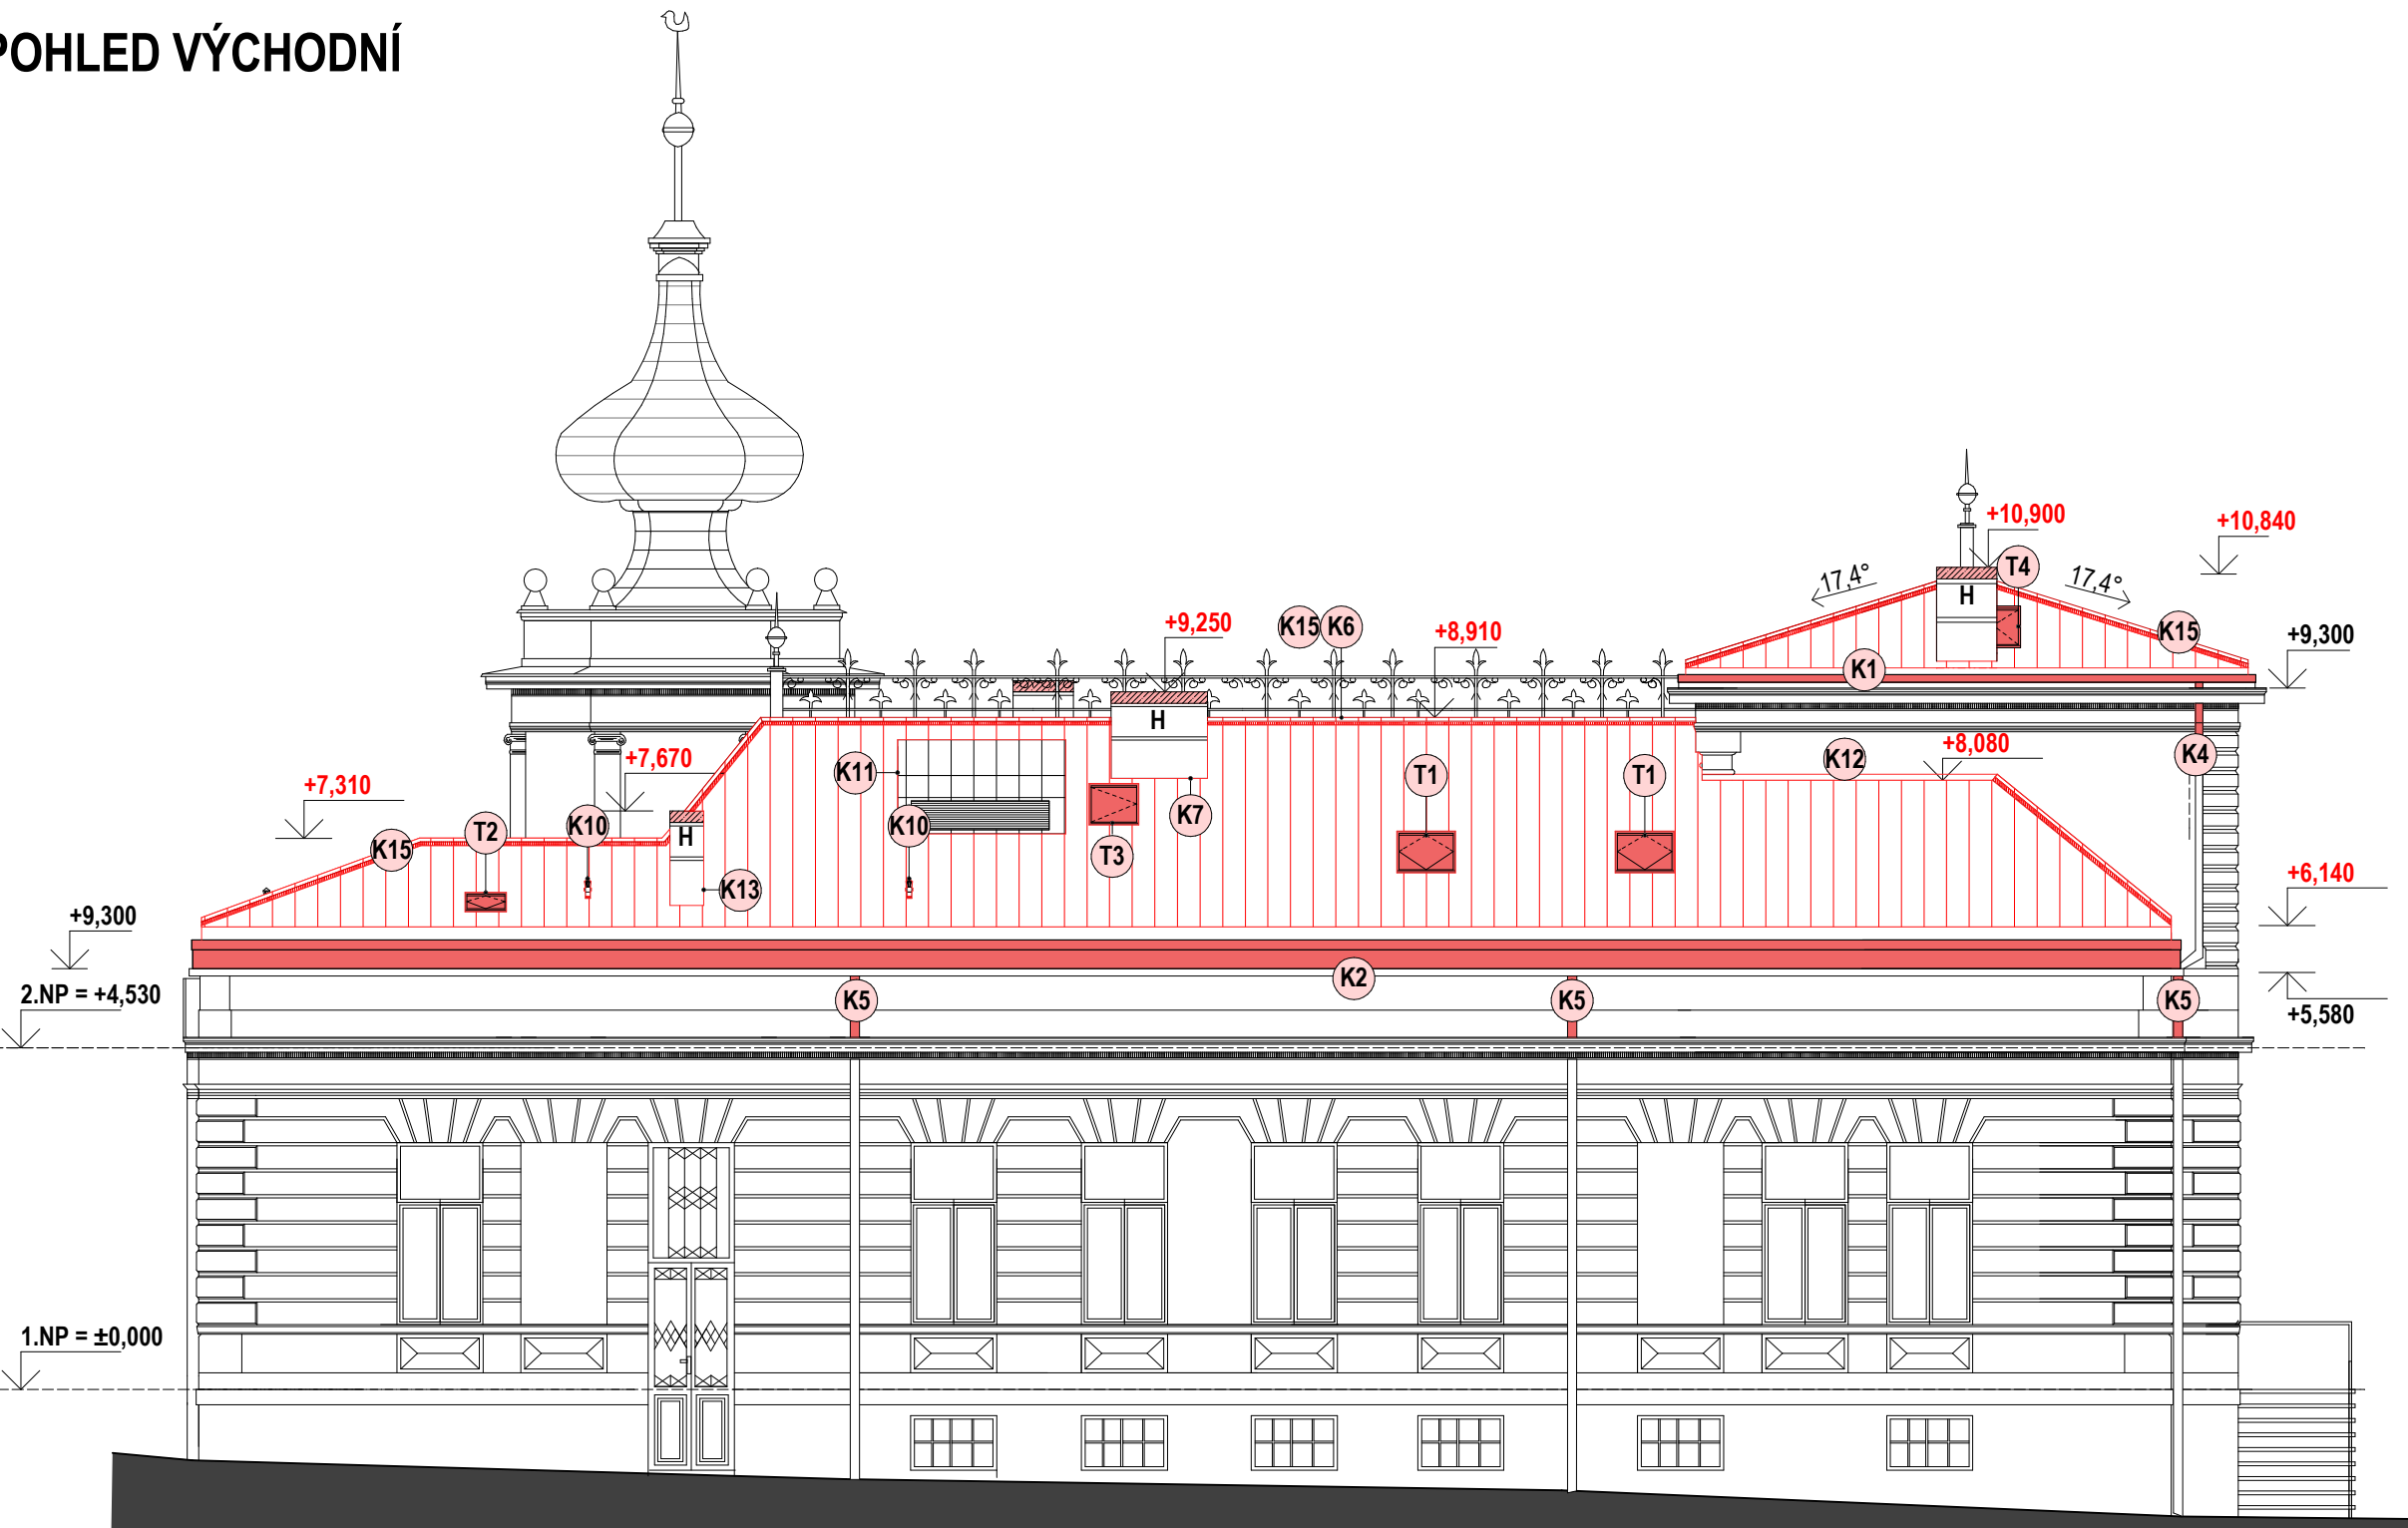 POHLED VÝCHODNÍ
+10,900
+10,840
17,4°
T4
17,4°
H
+9,250
K15
K6
+8,910
K15
+9,300
K1
H
+7,670
K11
T1
T1
K12
+8,080
K4
+7,310
T2
K10
K10
K7
H
K15
T3
K13
+6,140
+9,300
K2
2.NP = +4,530
K5
K5
K5
+5,580
1.NP = ±0,000